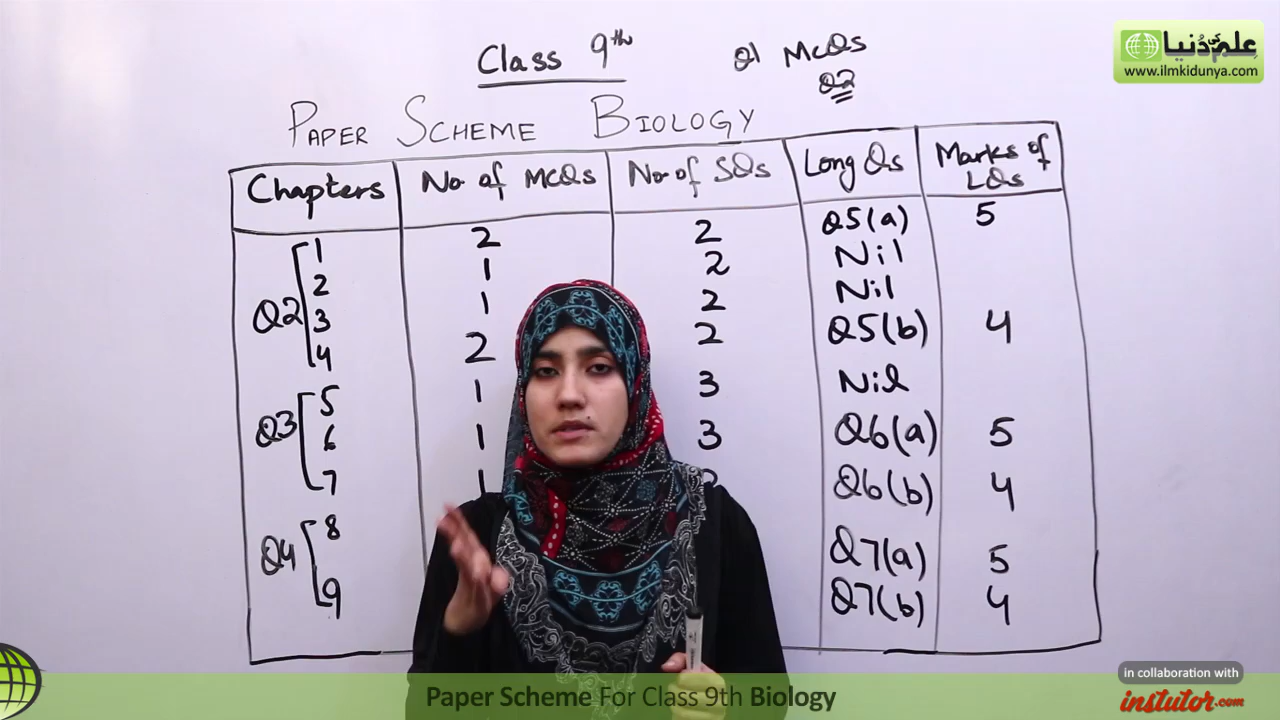 Class 9th
Q1 MCQs
Q2
علم کی دُنیا
www.ilmkidunya.com
PAPER SCHEME BIOLOGY
Chapters No of MCQs No of SQs Long Qs Marks of LQs
1 2 2 Q5(a) 5
2 1 2 Nil
Q2 3 1 2 Nil
4 2 2 Q5(b) 4
5 1 3 Nil
Q3 6 1 3 Q6(a) 5
7 1 Q6(b) 4
Q4 8 Q7(a) 5
9 Q7(b) 4
in collaboration with
instutor.com
Paper Scheme For Class 9th Biology